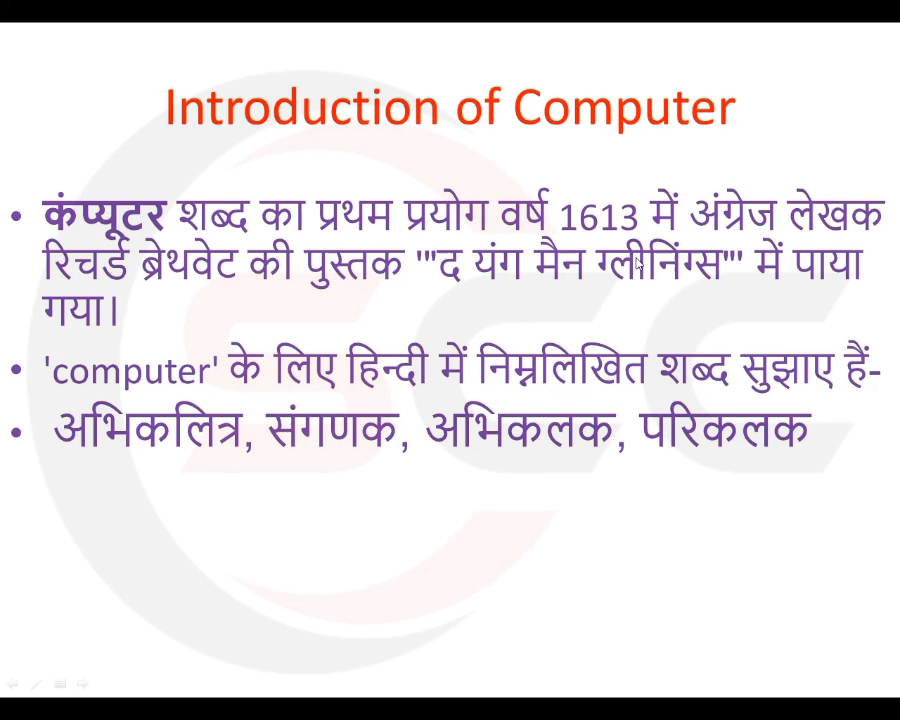 Introduction of Computer
• कंप्यूटर शब्द का प्रथम प्रयोग वर्ष 1613 में अंग्रेज लेखक
रिचर्ड ब्रेथवेट की पुस्तक '"द यंग मैन ग्लीनिंग्स"' में पाया
गया।
• 'computer' के लिए हिन्दी में निम्नलिखित शब्द सुझाए हैं-
• अभिकलित्र, संगणक, अभिकलक, परिकलक
SCC